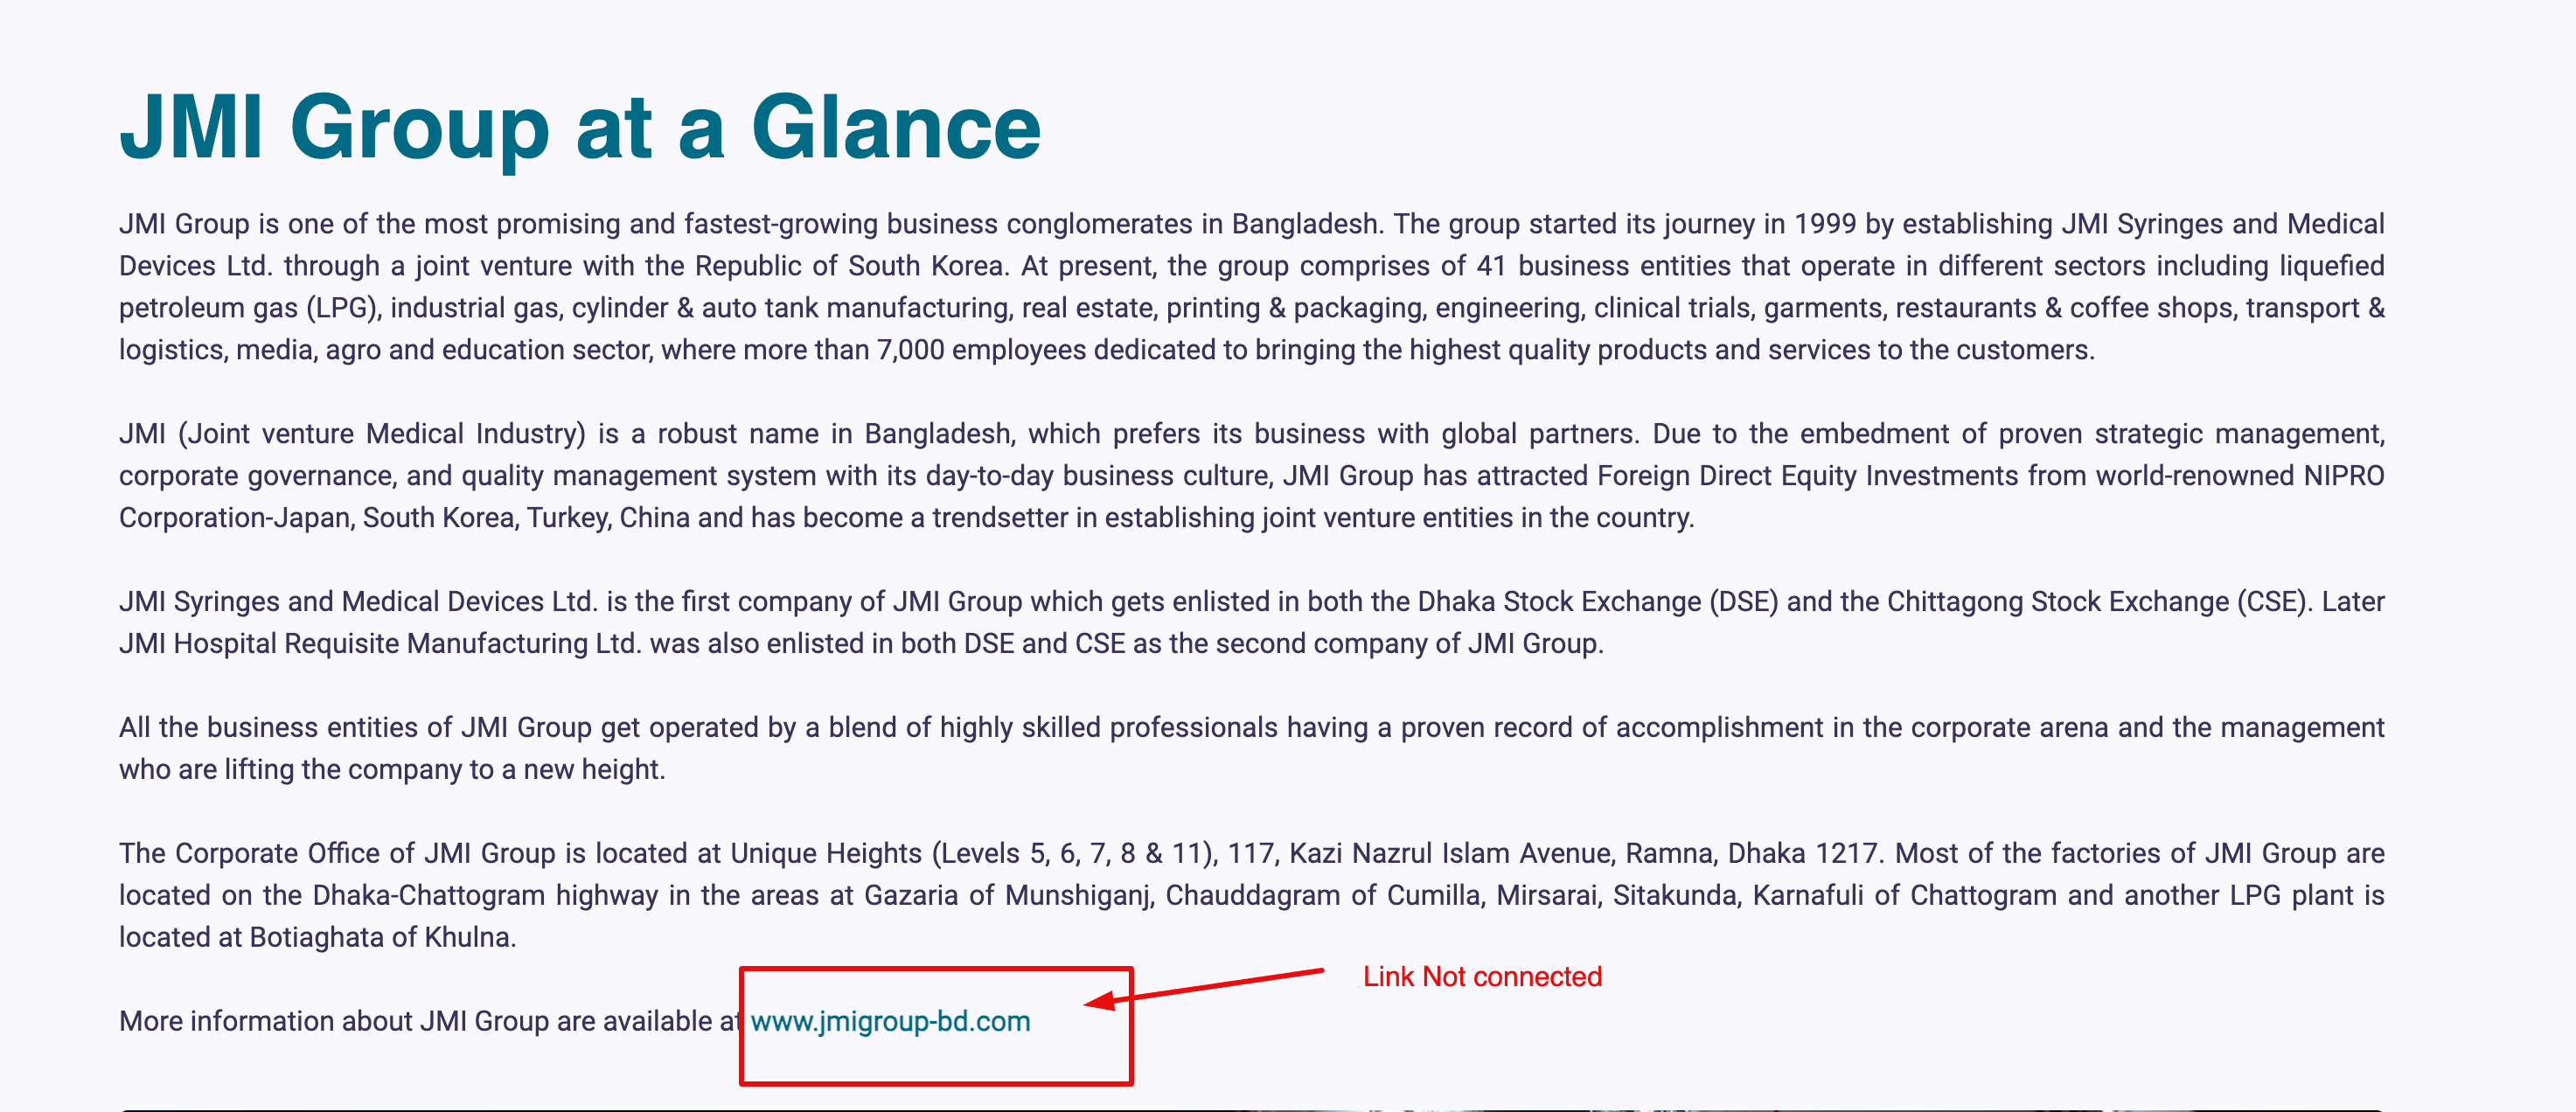 JMI Group at a Glance
JMI Group is one of the most promising and fastest-growing business conglomerates in Bangladesh. The group started its journey in 1999 by establishing JMI Syringes and Medical
Devices Ltd. through a joint venture with the Republic of South Korea. At present, the group comprises of 41 business entities that operate in different sectors including liquefied
petroleum gas (LPG), industrial gas, cylinder & auto tank manufacturing, real estate, printing & packaging, engineering, clinical trials, garments, restaurants & coffee shops, transport &
logistics, media, agro and education sector, where more than 7,000 employees dedicated to bringing the highest quality products and services to the customers.
JMI (Joint venture Medical Industry) is a robust name in Bangladesh, which prefers its business with global partners. Due to the embedment of proven strategic management,
corporate governance, and quality management system with its day-to-day business culture, JMI Group has attracted Foreign Direct Equity Investments from world-renowned NIPRO
Corporation-Japan, South Korea, Turkey, China and has become a trendsetter in establishing joint venture entities in the country.
JMI Syringes and Medical Devices Ltd. is the first company of JMI Group which gets enlisted in both the Dhaka Stock Exchange (DSE) and the Chittagong Stock Exchange (CSE). Later
JMI Hospital Requisite Manufacturing Ltd. was also enlisted in both DSE and CSE as the second company of JMI Group.
All the business entities of JMI Group get operated by a blend of highly skilled professionals having a proven record of accomplishment in the corporate arena and the management
who are lifting the company to a new height.
The Corporate Office of JMI Group is located at Unique Heights (Levels 5, 6, 7, 8 & 11), 117, Kazi Nazrul Islam Avenue, Ramna, Dhaka 1217. Most of the factories of JMI Group are
located on the Dhaka-Chattogram highway in the areas at Gazaria of Munshiganj, Chauddagram of Cumilla, Mirsarai, Sitakunda, Karnafuli of Chattogram and another LPG plant is
located at Botiaghata of Khulna.
Link Not connected
More information about JMI Group are available at www.jmigroup-bd.com